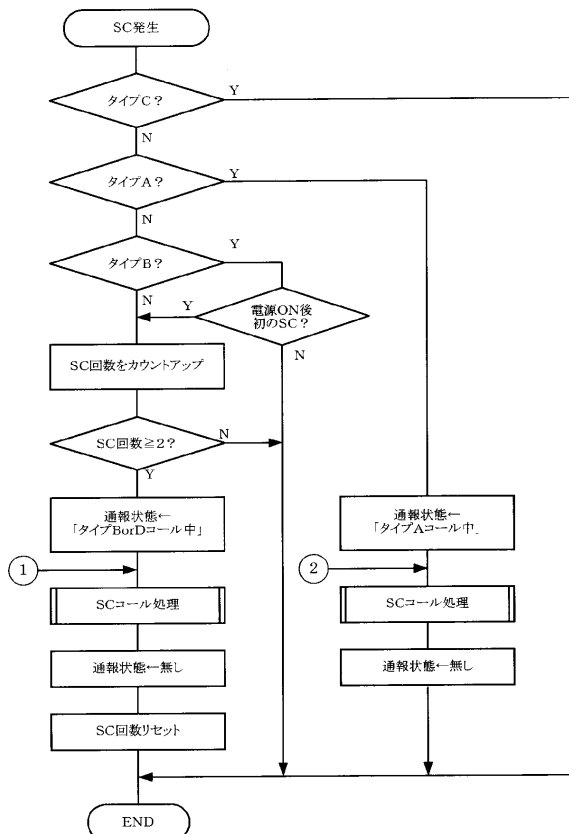 SC発生
タイプC?
Y
N
タイプA?
Y
N
タイプB?
Y
N
Y
電源ON後
初のSC?
N
SC回数をカウントアップ
SC回数≧2?
N
Y
通報状態←
「タイプBorDコール中」
通報状態←
「タイプAコール中」
1
2
SCコール処理
SCコール処理
通報状態←無し
通報状態←無し
SC回数リセット
END